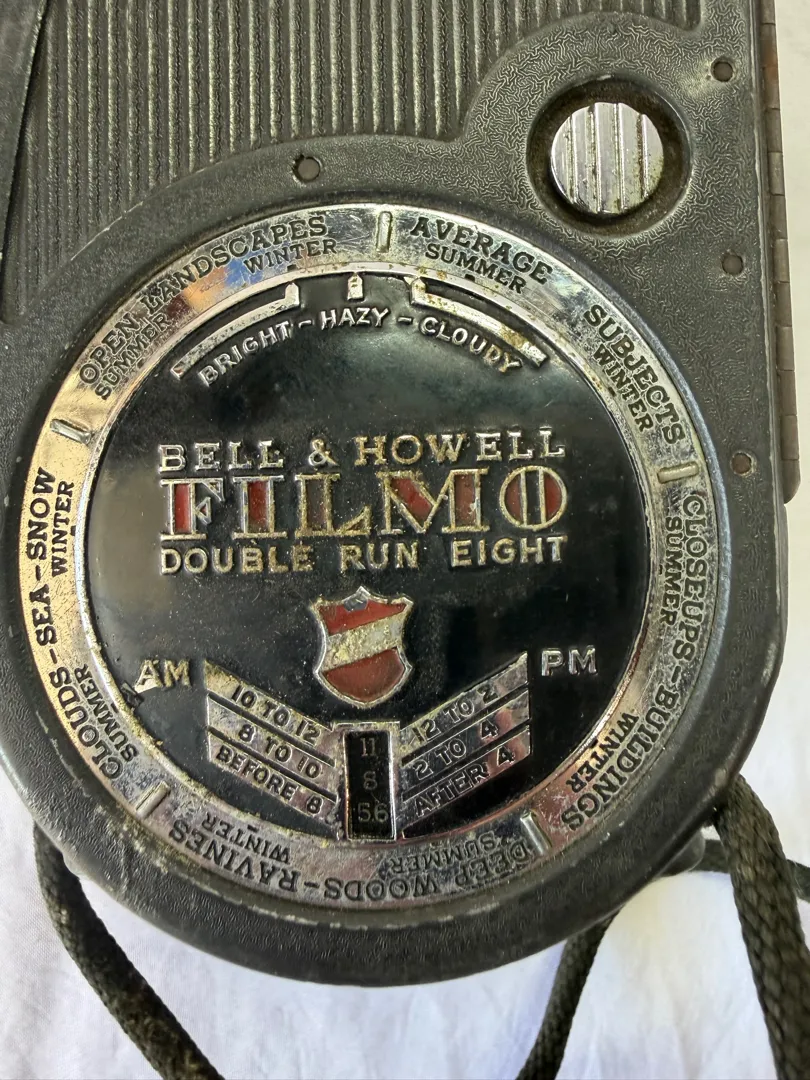 OPEN LANDSCAPES
SUMMER WINTER
AVERAGE
SUMMER
SUBJECTS
WINTER
CLOSEUPS-BUILDINGS
SUMMER WINTER
DEEP WOODS-RAVINES
SUMMER WINTER
CLOUDS-SEA-SNOW
SUMMER WINTER
BRIGHT-HAZY-CLOUDY
BELL & HOWELL
FILMO
DOUBLE RUN EIGHT
AM PM
10 TO 12 11 12 TO 2
8 TO 10 8 2 TO 4
BEFORE 8 5.6 AFTER 4